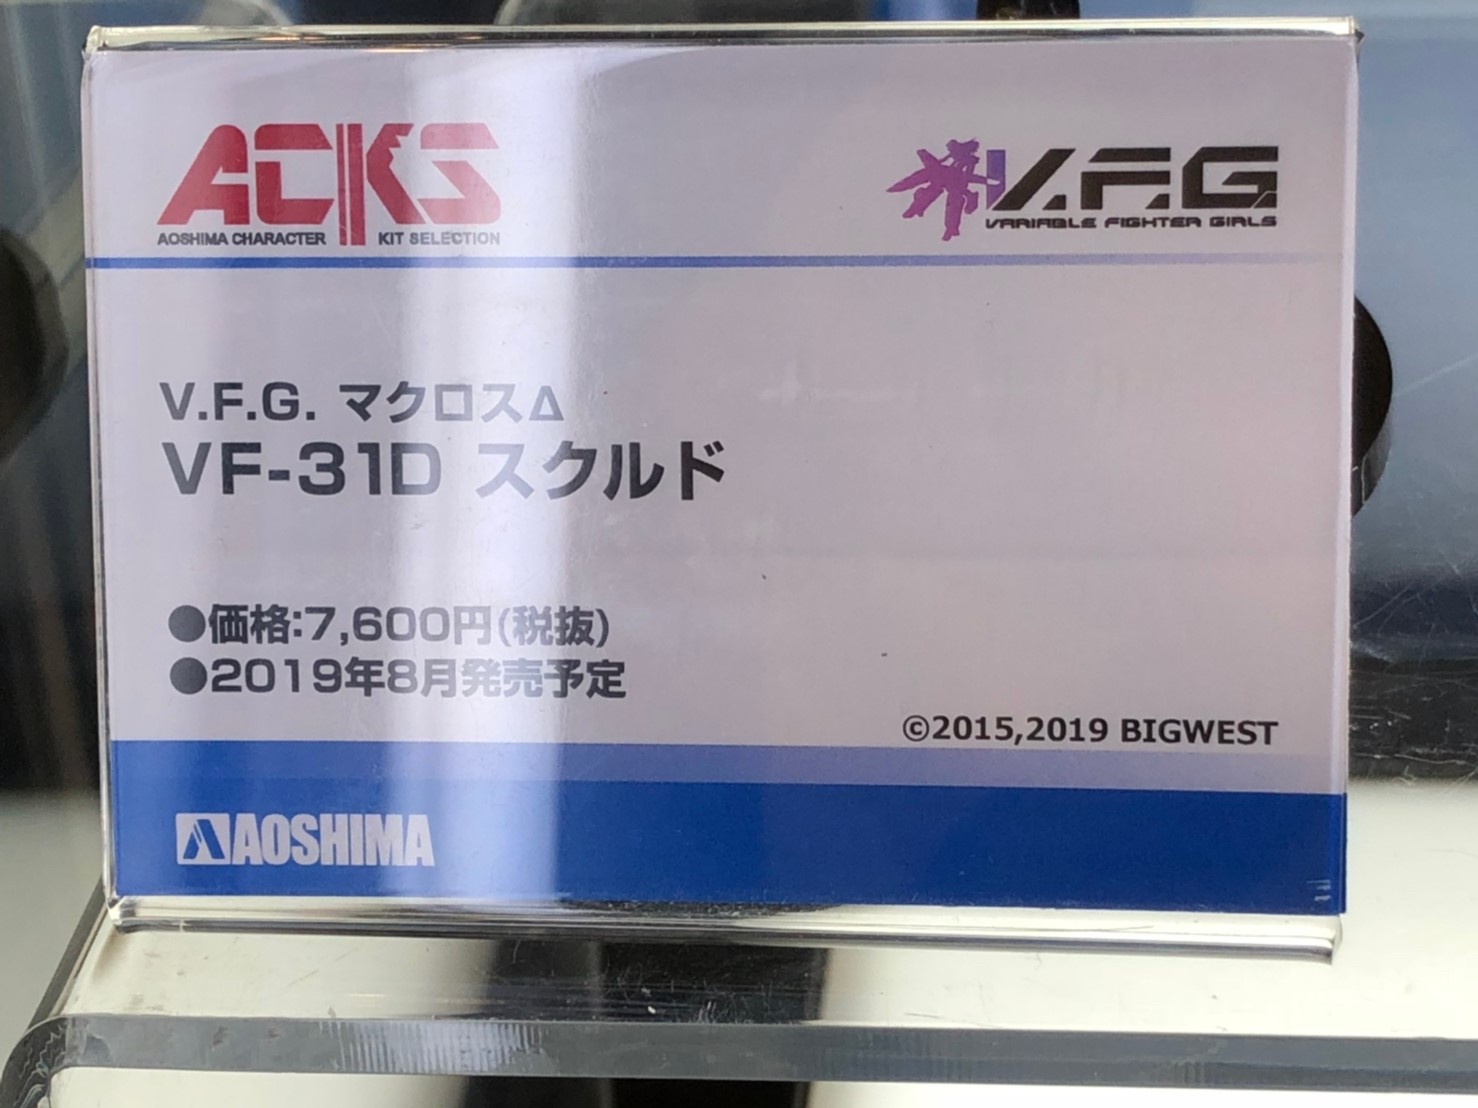 ACKS
AOSHIMA CHARACTER KIT SELECTION
V.F.G.
VARIABLE FIGHTER GIRLS
V.F.G. マクロスΔ
VF-31D スクルド
●価格:7,600円(税抜)
●2019年8月発売予定
©2015,2019 BIGWEST
AOSHIMA